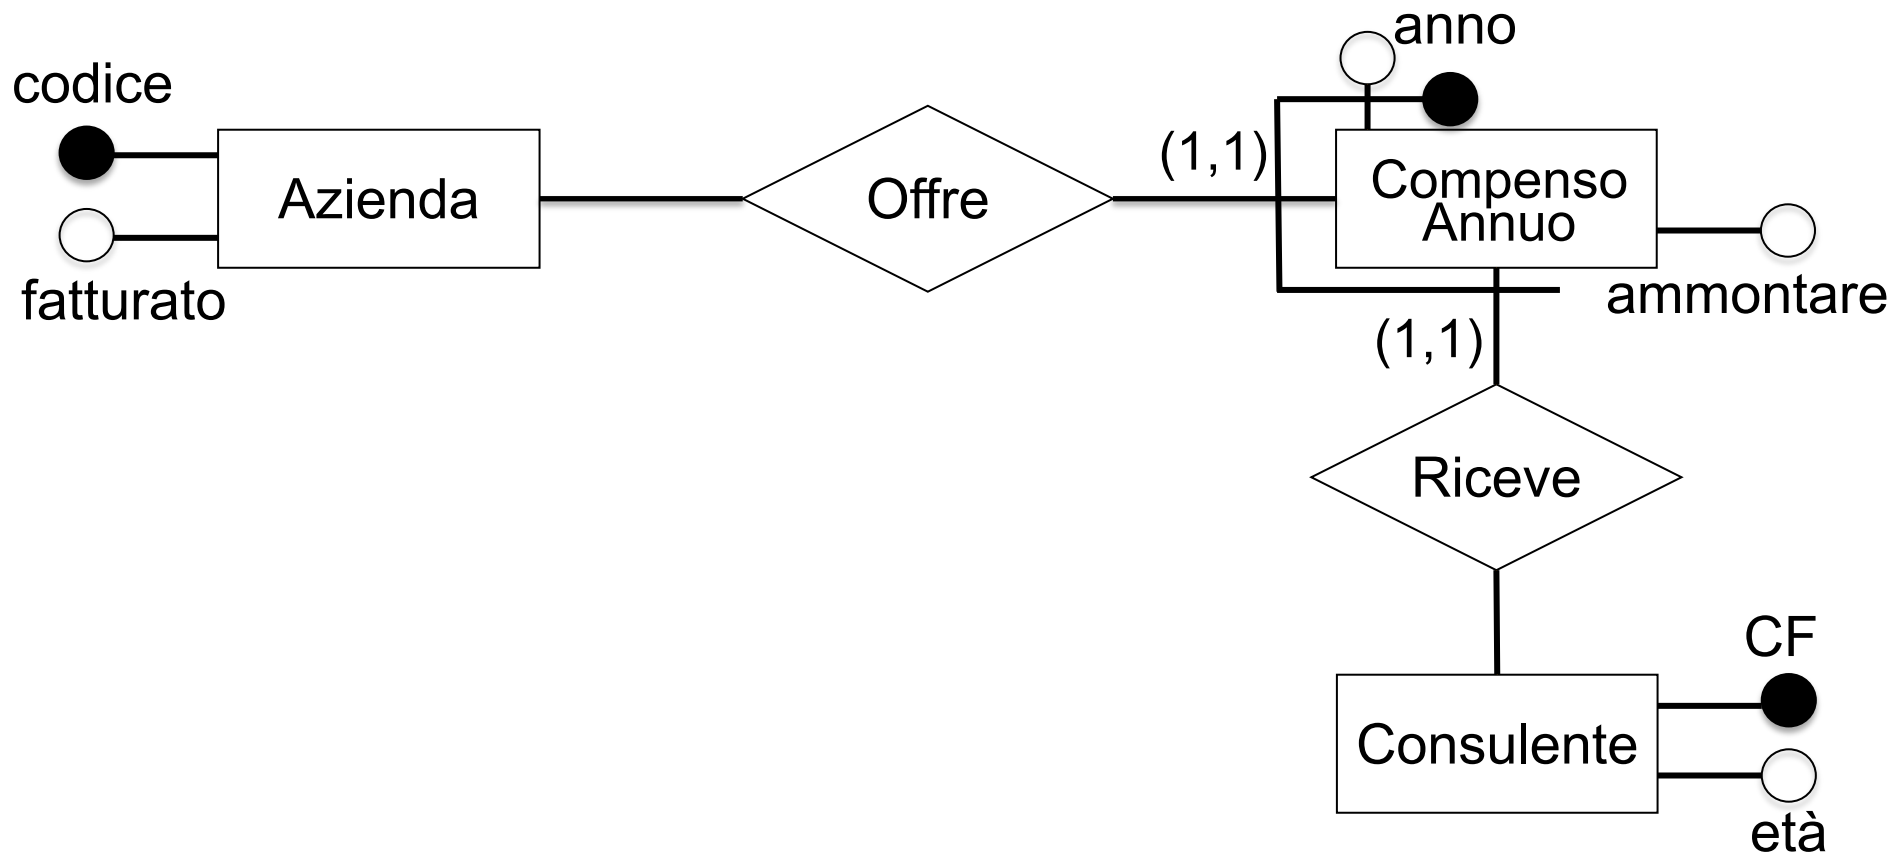 anno
codice
(1,1)
Azienda
Offre
Compenso
Annuo
fatturato
ammontare
(1,1)
Riceve
CF
Consulente
età